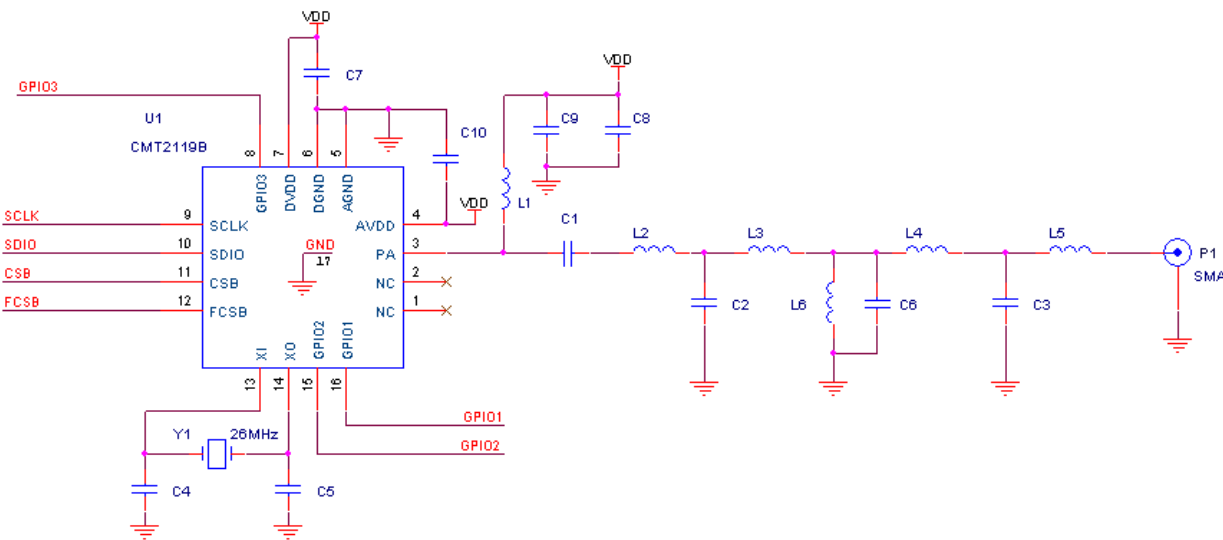 VDD
C7
VDD
GPIO3
U1
CMT2119B
C10
C9
C8
8
7
6
5
GPIO3
DVDD
DGND
AGND
L1
VDD
SCLK
9
SCLK
AVDD
4
C1
L2
L3
L4
L5
SDIO
10
SDIO
GND
17
PA
3
P1
SMA
CSB
11
CSB
NC
2
FCSB
12
FCSB
NC
1
C2
L6
C6
C3
XI
XO
GPIO2
GPIO1
13
14
15
16
GPIO1
Y1
26MHz
GPIO2
C4
C5